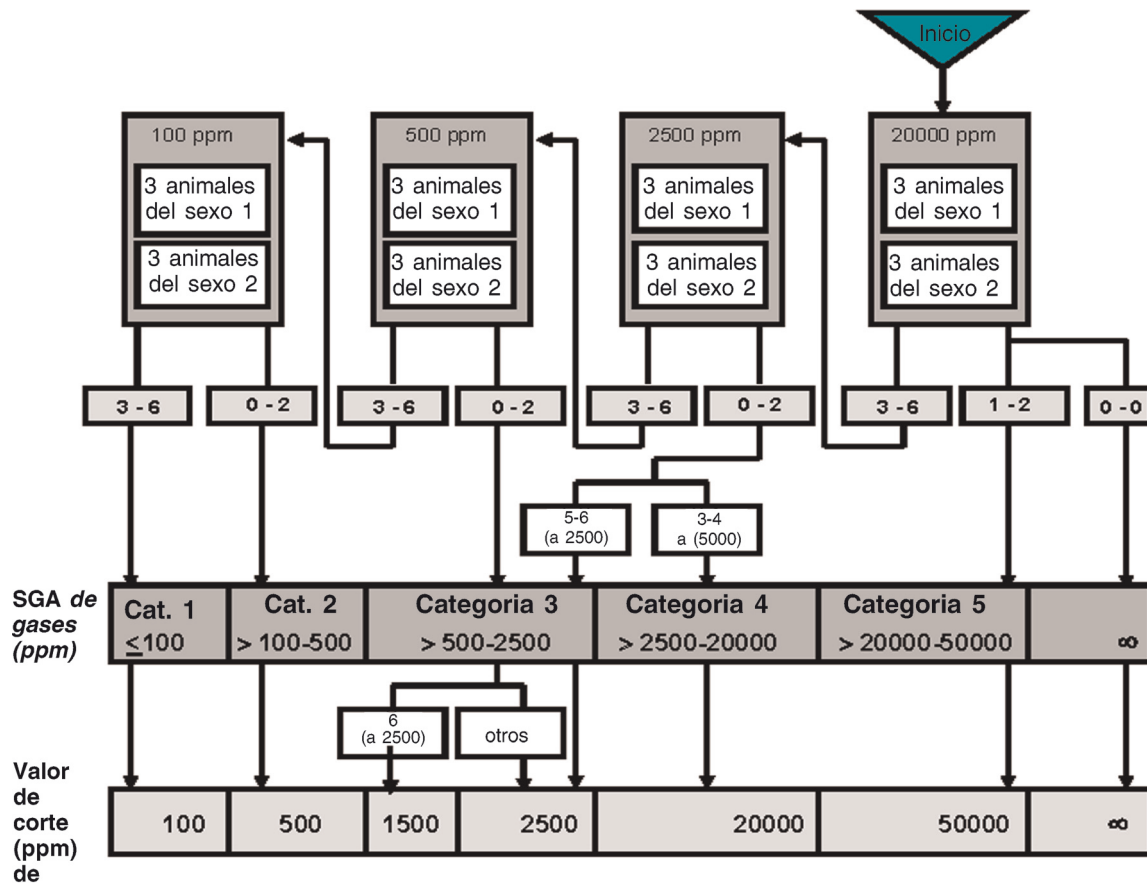 Inicio
100 ppm
500 ppm
2500 ppm
20000 ppm
3 animales
del sexo 1
3 animales
del sexo 1
3 animales
del sexo 1
3 animales
del sexo 1
3 animales
del sexo 2
3 animales
del sexo 2
3 animales
del sexo 2
3 animales
del sexo 2
3 - 6
0 - 2
3 - 6
0 - 2
3 - 6
0 - 2
3 - 6
1 - 2
0 - 0
5-6
(a 2500)
3-4
a (5000)
SGA de
gases
(ppm)
Cat. 1
≤100
Cat. 2
> 100-500
Categoria 3
> 500-2500
Categoria 4
> 2500-20000
Categoria 5
> 20000-50000
∞
6
(a 2500)
otros
Valor
de
corte
(ppm)
de
100
500
1500
2500
20000
50000
∞